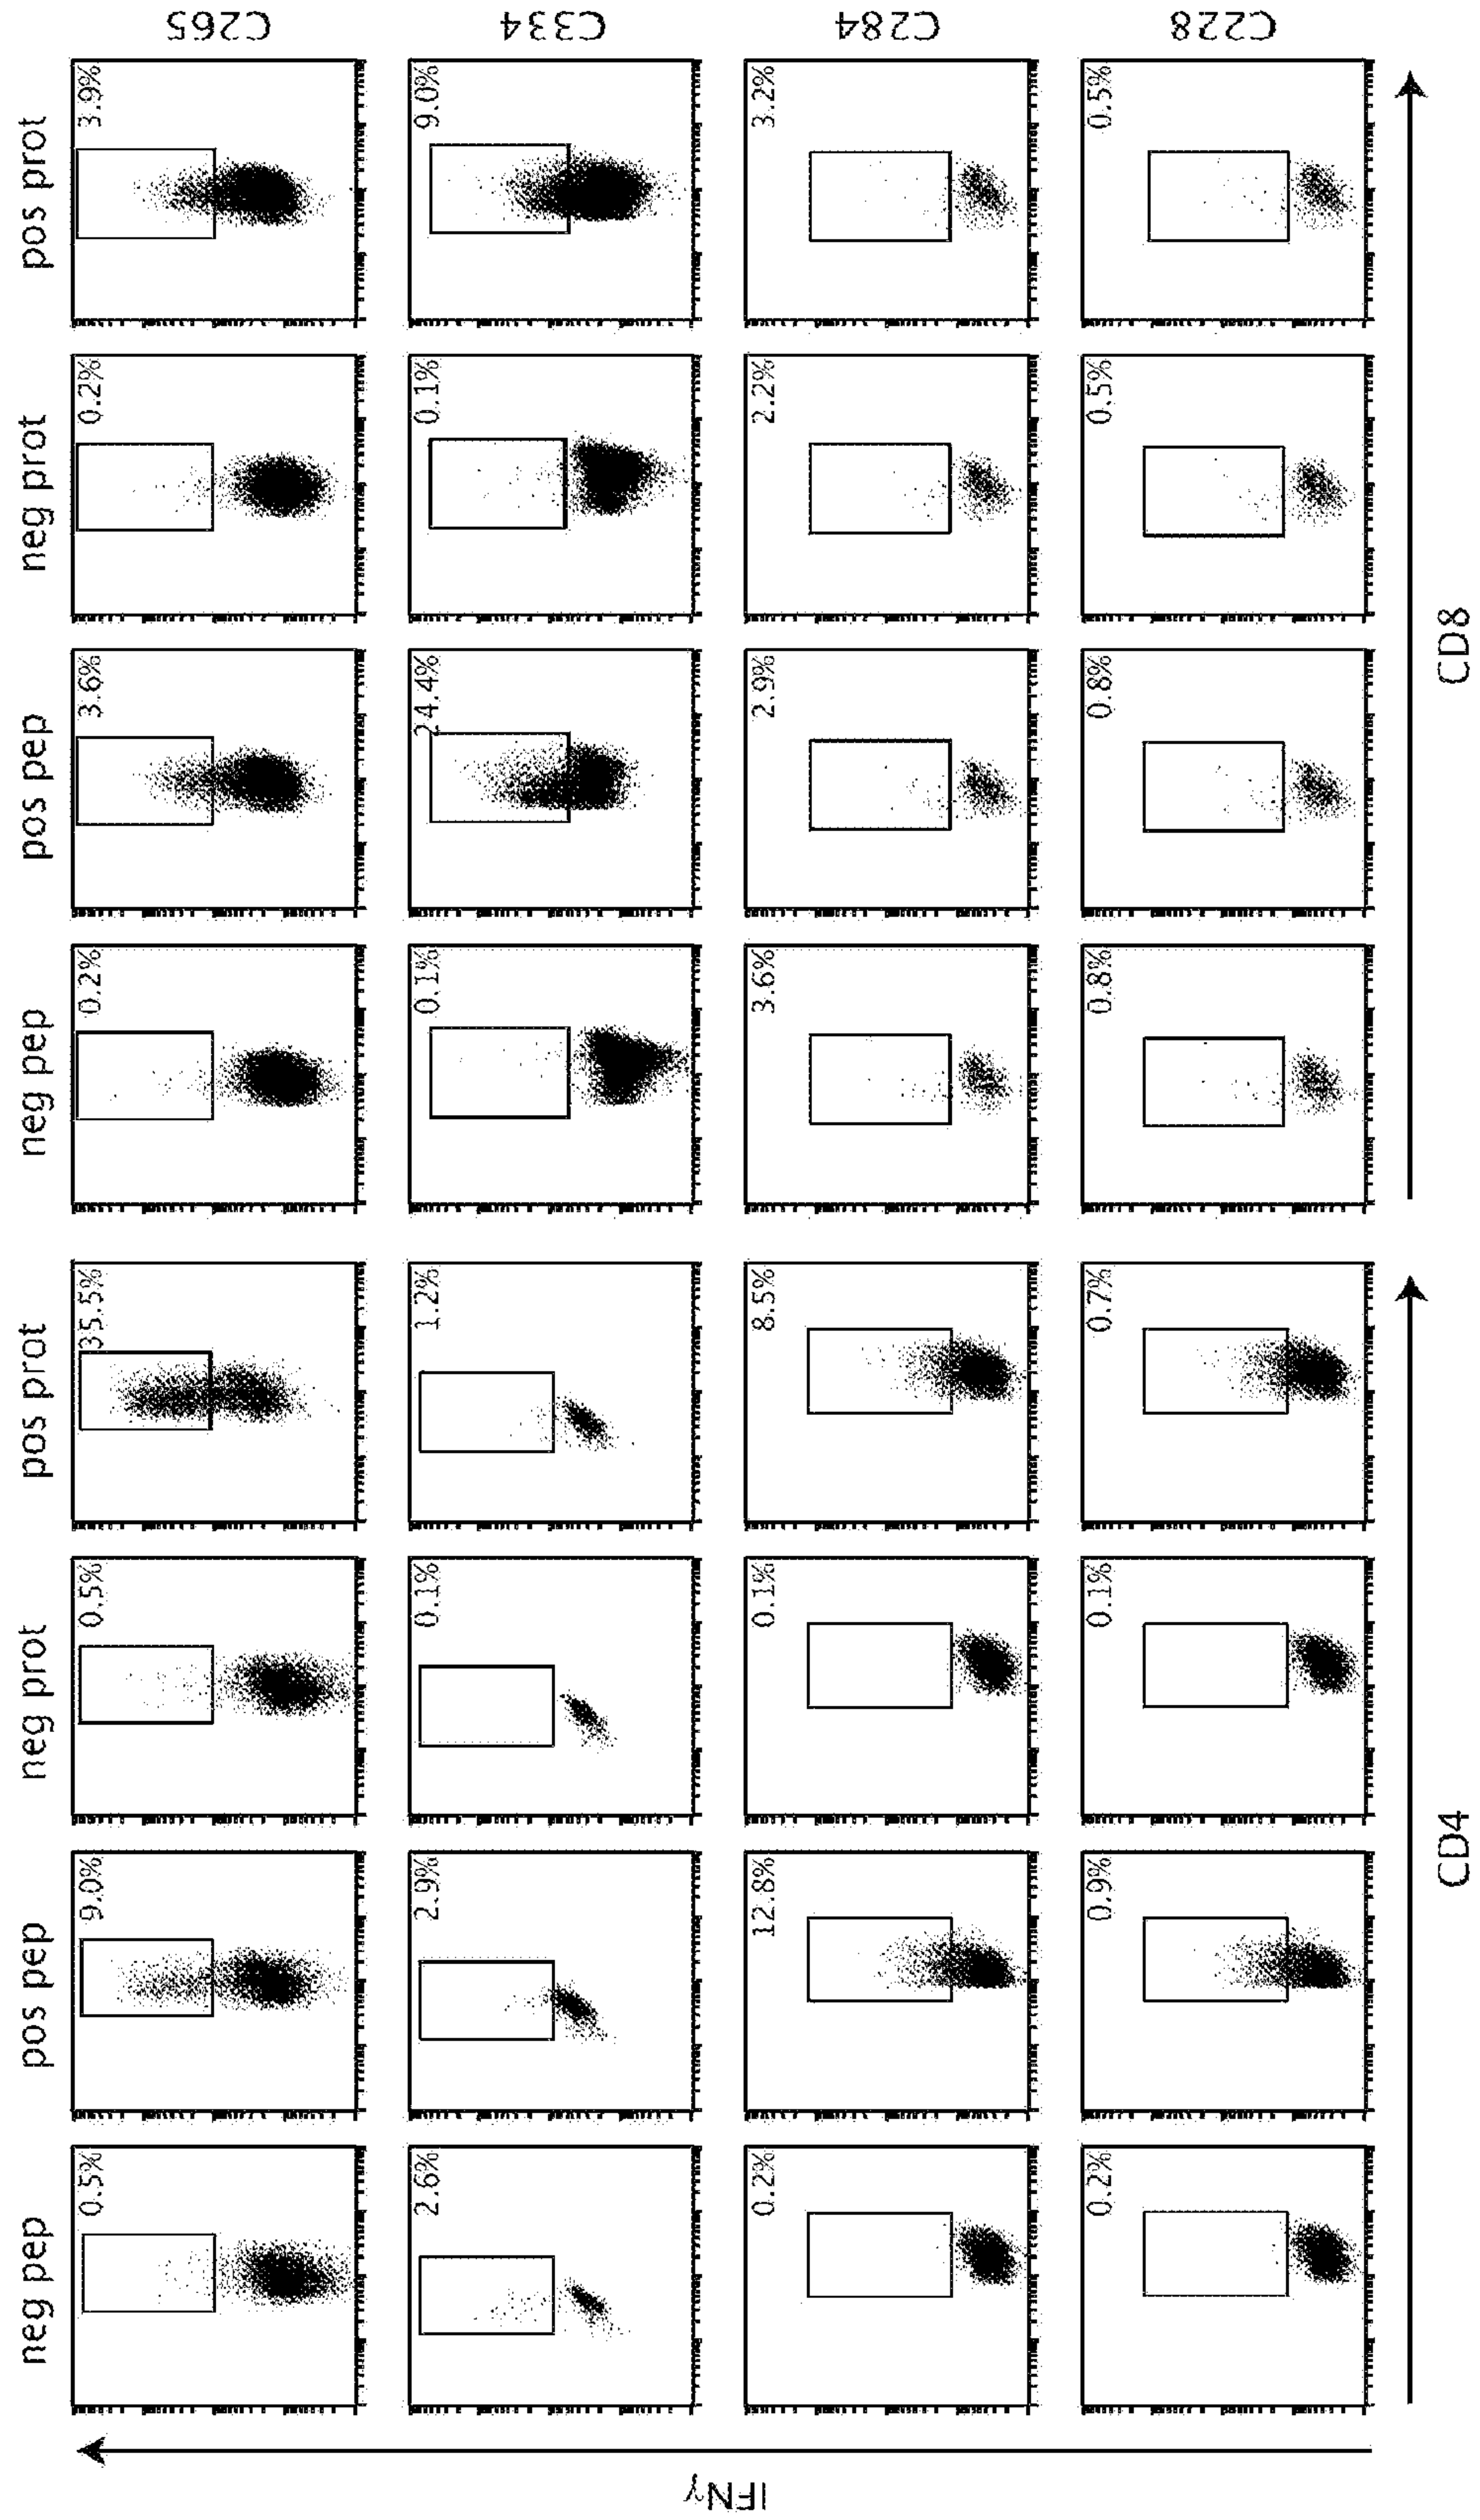 neg pep pos pep neg prot pos prot neg pep pos pep neg prot pos prot
0.5% 9.0% 0.5% 35.5% 0.2% 3.6% 0.2% 3.9% C265
2.6% 2.9% 0.1% 1.2% 0.1% 24.4% 0.1% 9.0% C334
0.2% 12.8% 0.1% 8.5% 3.6% 2.9% 2.2% 3.2% C284
0.2% 0.9% 0.1% 0.7% 0.8% 0.8% 0.5% 0.5% C228
IFNγ
CD4 CD8